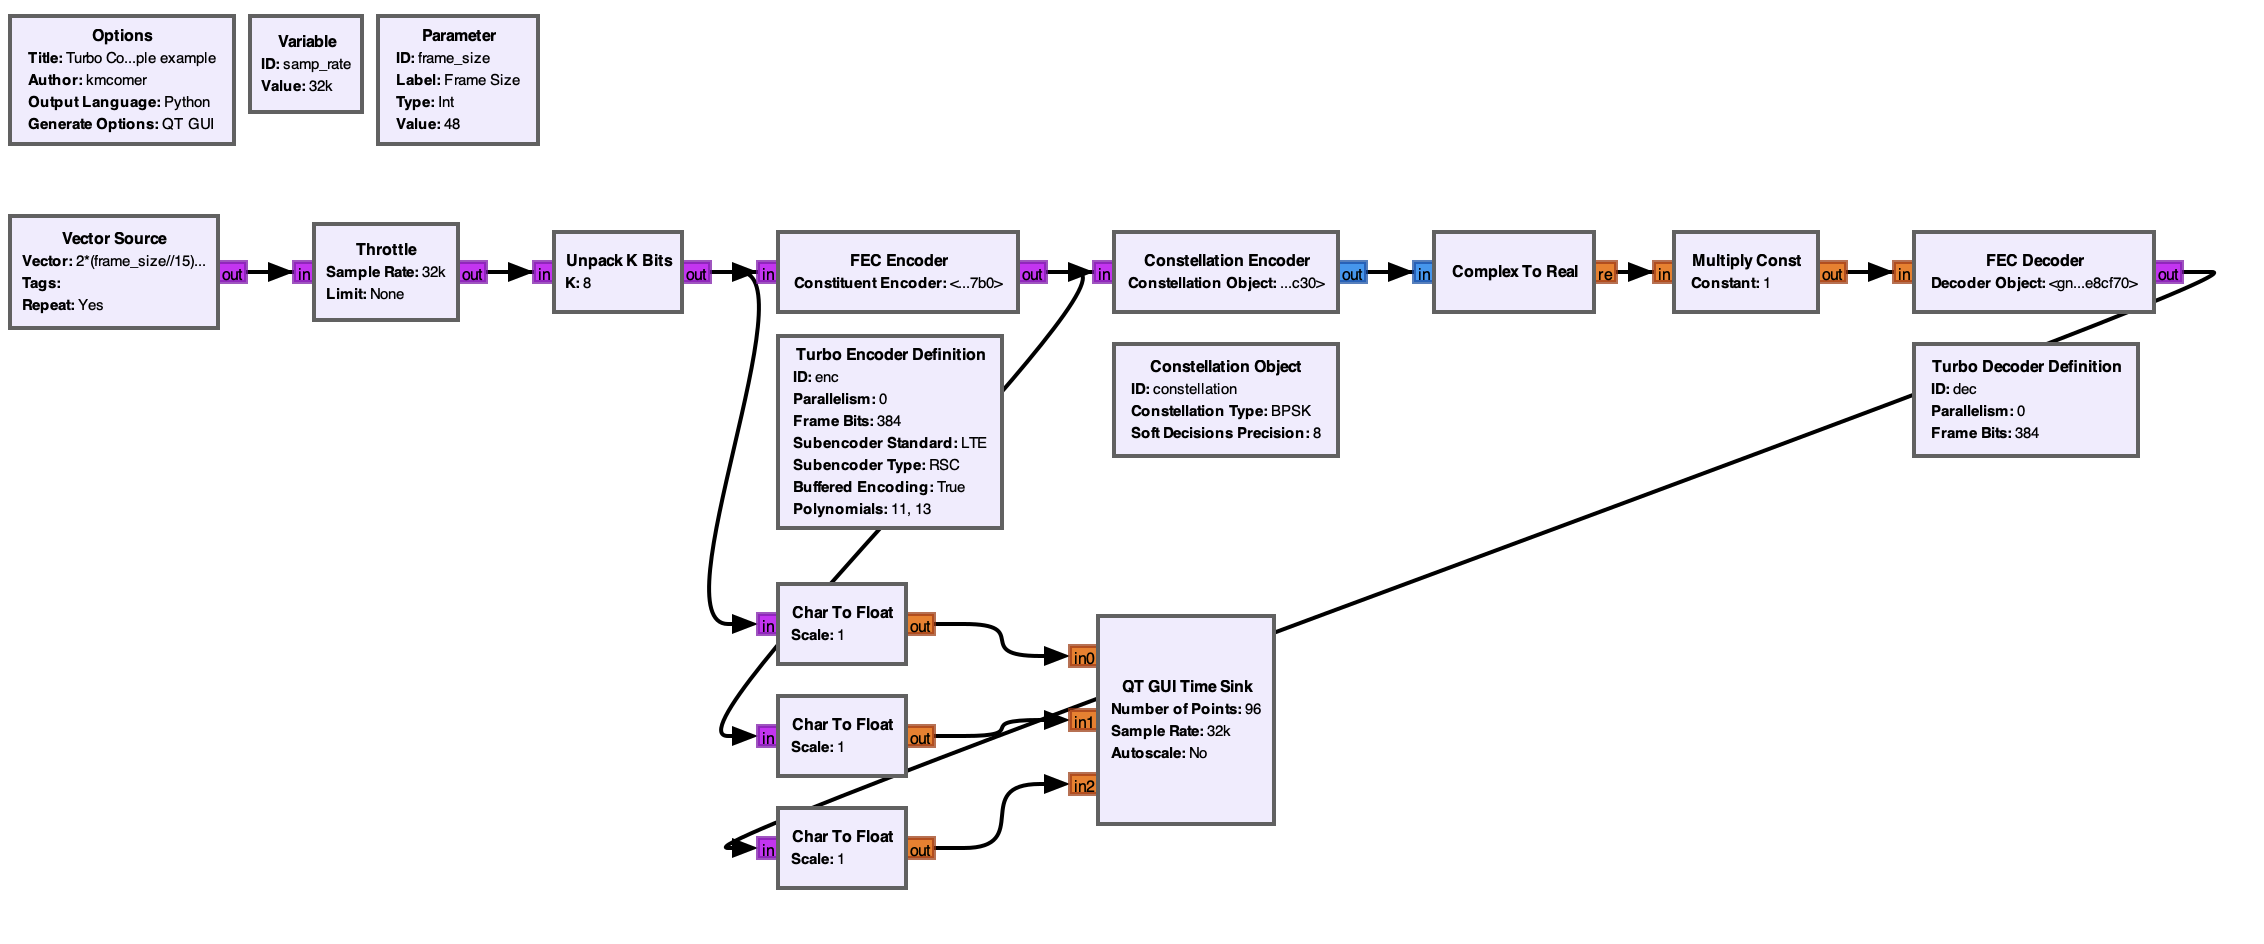 Options
Title: Turbo Co...ple example
Author: kmcomer
Output Language: Python
Generate Options: QT GUI
Variable
ID: samp_rate
Value: 32k
Parameter
ID: frame_size
Label: Frame Size
Type: Int
Value: 48
Vector Source
Vector: 2*(frame_size//15)...
Tags:
Repeat: Yes
out
in
Throttle
Sample Rate: 32k
Limit: None
out
in
Unpack K Bits
K: 8
out
in
FEC Encoder
Constituent Encoder: <...7b0>
out
in
Constellation Encoder
Constellation Object: ...c30>
out
in
Complex To Real
re
in
Multiply Const
Constant: 1
out
in
FEC Decoder
Decoder Object: <gn...e8cf70>
out
Turbo Encoder Definition
ID: enc
Parallelism: 0
Frame Bits: 384
Subencoder Standard: LTE
Subencoder Type: RSC
Buffered Encoding: True
Polynomials: 11, 13
Constellation Object
ID: constellation
Constellation Type: BPSK
Soft Decisions Precision: 8
Turbo Decoder Definition
ID: dec
Parallelism: 0
Frame Bits: 384
in
Char To Float
Scale: 1
out
in
Char To Float
Scale: 1
out
in
Char To Float
Scale: 1
out
in0
in1
in2
QT GUI Time Sink
Number of Points: 96
Sample Rate: 32k
Autoscale: No